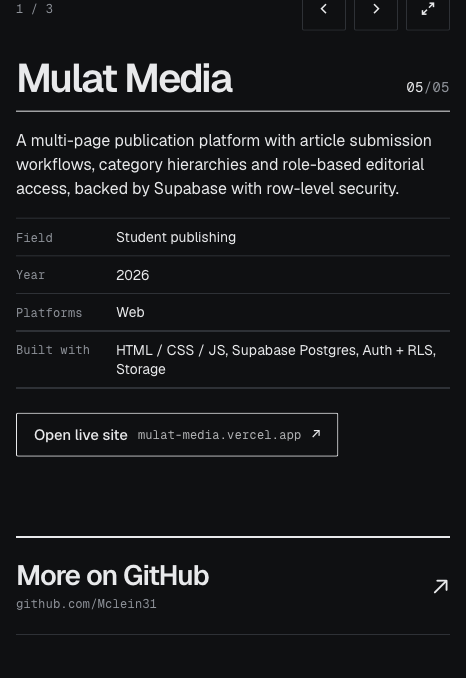 1 / 3
Mulat Media
05/05
A multi-page publication platform with article submission
workflows, category hierarchies and role-based editorial
access, backed by Supabase with row-level security.
Field Student publishing
Year 2026
Platforms Web
Built with HTML / CSS / JS, Supabase Postgres, Auth + RLS,
Storage
Open live site mulat-media.vercel.app ↗
More on GitHub
github.com/Mclein31